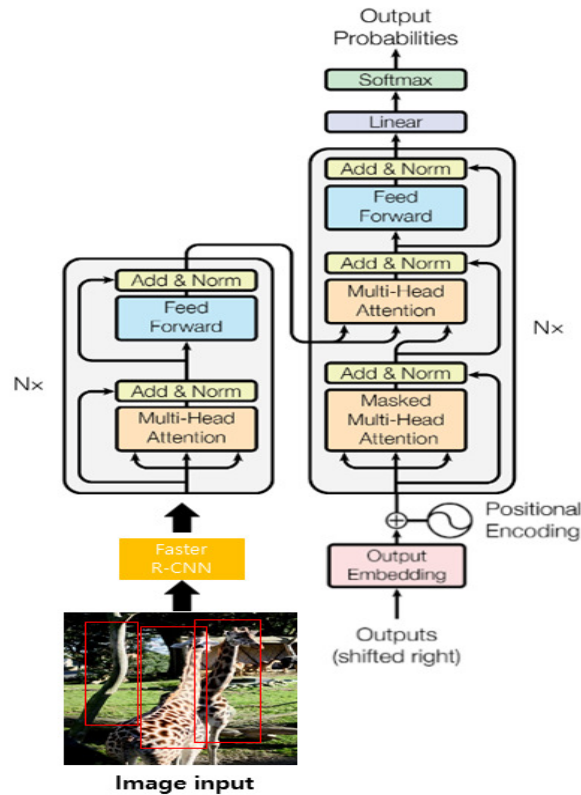 Output
Probabilities
Softmax
Linear
Add & Norm
Feed
Forward
Add & Norm
Multi-Head
Attention
Nx
Add & Norm
Masked
Multi-Head
Attention
Positional
Encoding
Output
Embedding
Outputs
(shifted right)
Add & Norm
Feed
Forward
Nx
Add & Norm
Multi-Head
Attention
Faster
R-CNN
Image input